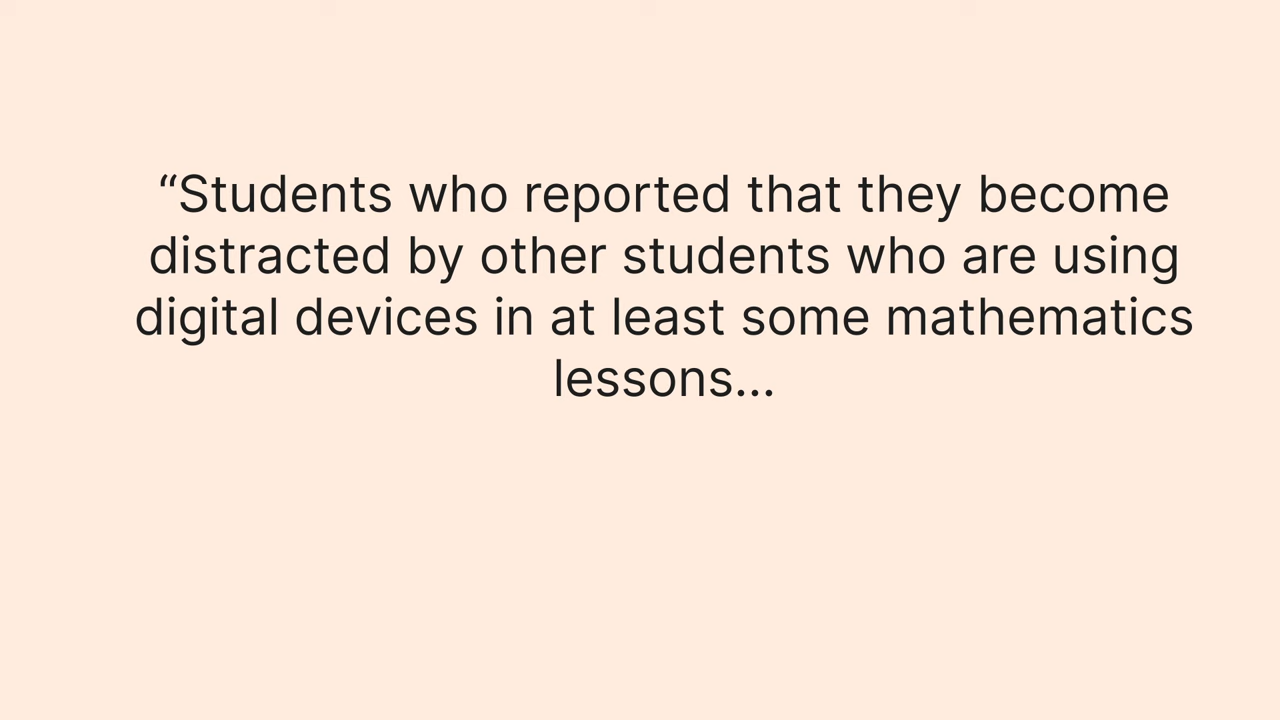 “Students who reported that they become
distracted by other students who are using
digital devices in at least some mathematics
lessons...